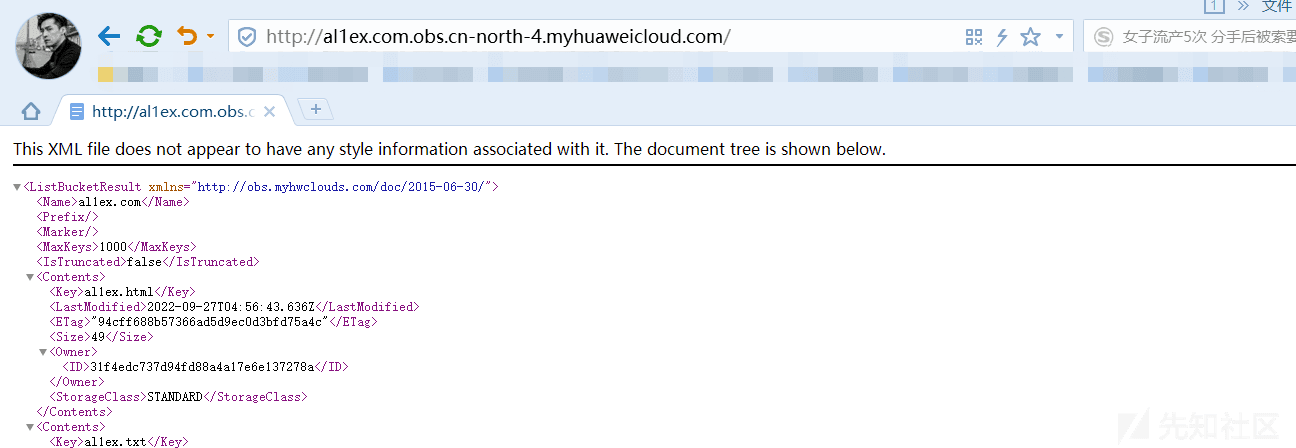 1 » 文件
http://al1ex.com.obs.cn-north-4.myhuaweicloud.com/
女子流产5次 分手后被索要
http://al1ex.com.obs.c
This XML file does not appear to have any style information associated with it. The document tree is shown below.
▼<ListBucketResult xmlns="http://obs.myhwclouds.com/doc/2015-06-30/">
<Name>al1ex.com</Name>
<Prefix/>
<Marker/>
<MaxKeys>1000</MaxKeys>
<IsTruncated>false</IsTruncated>
▼<Contents>
<Key>al1ex.html</Key>
<LastModified>2022-09-27T04:56:43.636Z</LastModified>
<ETag>"94cff688b57366ad5d9ec0d3bfd75a4c"</ETag>
<Size>49</Size>
▼<Owner>
<ID>31f4edc737d94fd88a4a17e6e137278a</ID>
</Owner>
<StorageClass>STANDARD</StorageClass>
</Contents>
▼<Contents>
<Key>al1ex.txt</Key>
先知社区